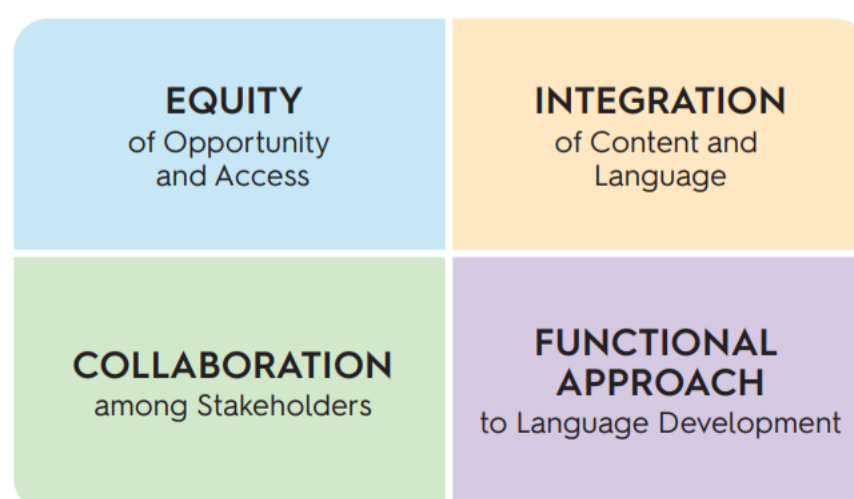 EQUITY
of Opportunity
and Access
INTEGRATION
of Content and
Language
COLLABORATION
among Stakeholders
FUNCTIONAL
APPROACH
to Language Development